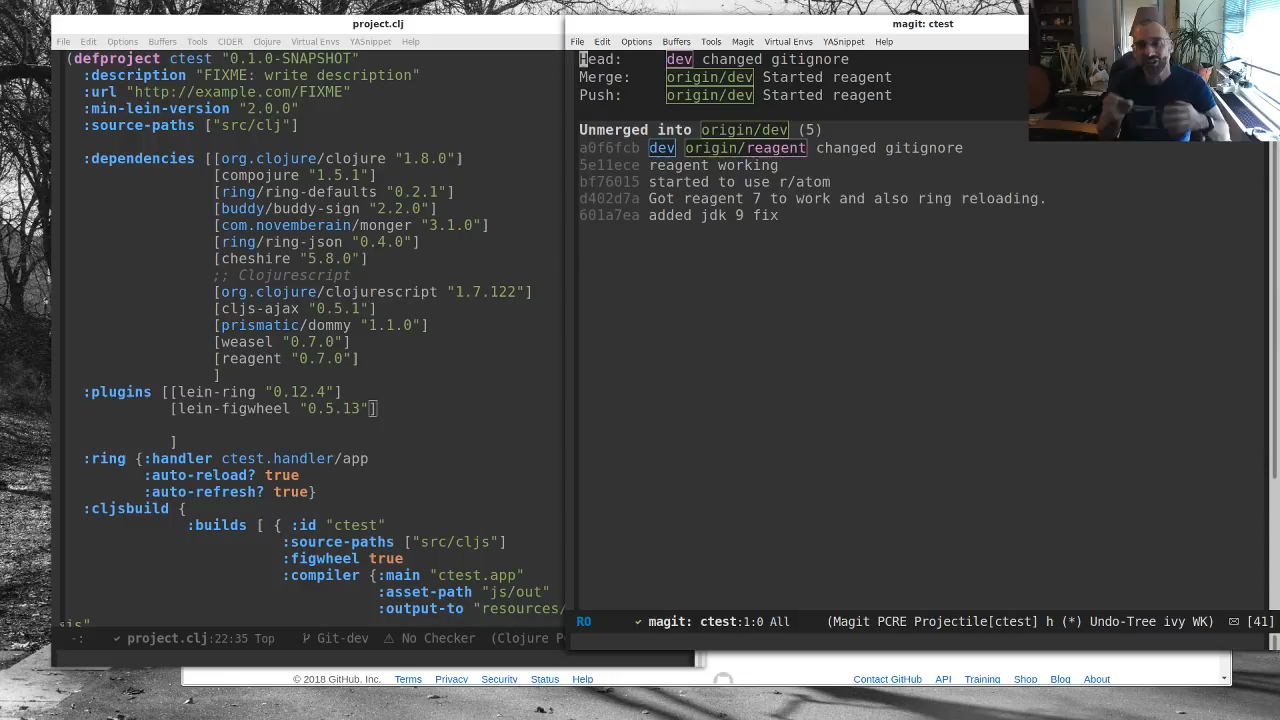 project.clj
File Edit Options Buffers Tools CIDER Clojure Virtual Envs YASnippet Help
(defproject ctest "0.1.0-SNAPSHOT"
:description "FIXME: write description"
:url "http://example.com/FIXME"
:min-lein-version "2.0.0"
:source-paths ["src/clj"]
:dependencies [[org.clojure/clojure "1.8.0"]
[compojure "1.5.1"]
[ring/ring-defaults "0.2.1"]
[buddy/buddy-sign "2.2.0"]
[com.novemberain/monger "3.1.0"]
[ring/ring-json "0.4.0"]
[cheshire "5.8.0"]
;; Clojurescript
[org.clojure/clojurescript "1.7.122"]
[cljs-ajax "0.5.1"]
[prismatic/dommy "1.1.0"]
[weasel "0.7.0"]
[reagent "0.7.0"]
]
:plugins [[lein-ring "0.12.4"]
[lein-figwheel "0.5.13"]
]
:ring {:handler ctest.handler/app
:auto-reload? true
:auto-refresh? true}
:cljsbuild {
:builds [ { :id "ctest"
:source-paths ["src/cljs"]
:figwheel true
:compiler {:main "ctest.app"
:asset-path "js/out"
:output-to "resources/
-: project.clj:22:35 Top Git-dev No Checker (Clojure
magit: ctest
File Edit Options Buffers Tools Magit Virtual Envs YASnippet Help
Head: dev changed gitignore
Merge: origin/dev Started reagent
Push: origin/dev Started reagent
Unmerged into origin/dev (5)
a0f6fcb dev origin/reagent changed gitignore
5e11ece reagent working
bf76015 started to use r/atom
d402d7a Got reagent 7 to work and also ring reloading.
601a7ea added jdk 9 fix
RO magit: ctest:1:0 All (Magit PCRE Projectile[ctest] h (*) Undo-Tree ivy WK) [41]
© 2018 GitHub, Inc. Terms Privacy Security Status Help Contact GitHub API Training Shop Blog About